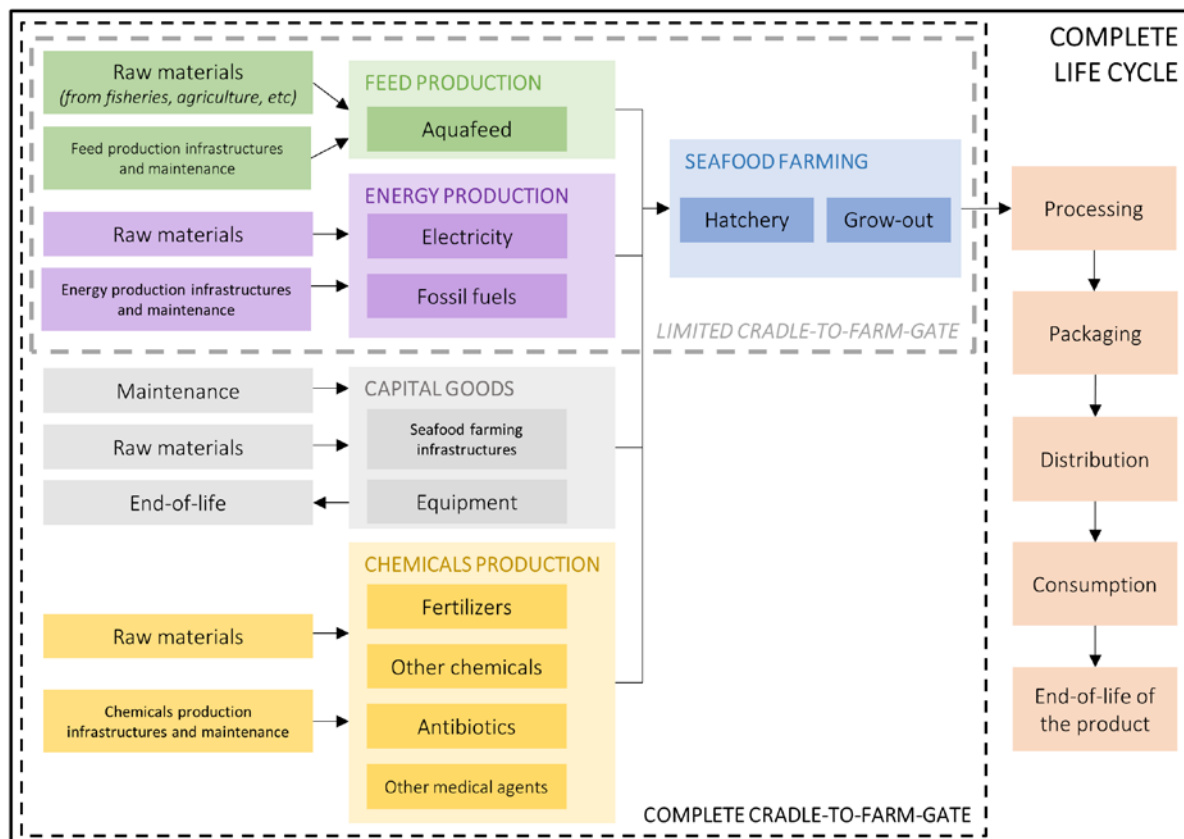 COMPLETE
LIFE CYCLE
Raw materials
(from fisheries, agriculture, etc)
Feed production infrastructures
and maintenance
FEED PRODUCTION
Aquafeed
Raw materials
Energy production infrastructures
and maintenance
ENERGY PRODUCTION
Electricity
Fossil fuels
SEAFOOD FARMING
Hatchery
Grow-out
LIMITED CRADLE-TO-FARM-GATE
Maintenance
Raw materials
End-of-life
CAPITAL GOODS
Seafood farming
infrastructures
Equipment
Raw materials
Chemicals production
infrastructures and maintenance
CHEMICALS PRODUCTION
Fertilizers
Other chemicals
Antibiotics
Other medical agents
COMPLETE CRADLE-TO-FARM-GATE
Processing
Packaging
Distribution
Consumption
End-of-life of
the product